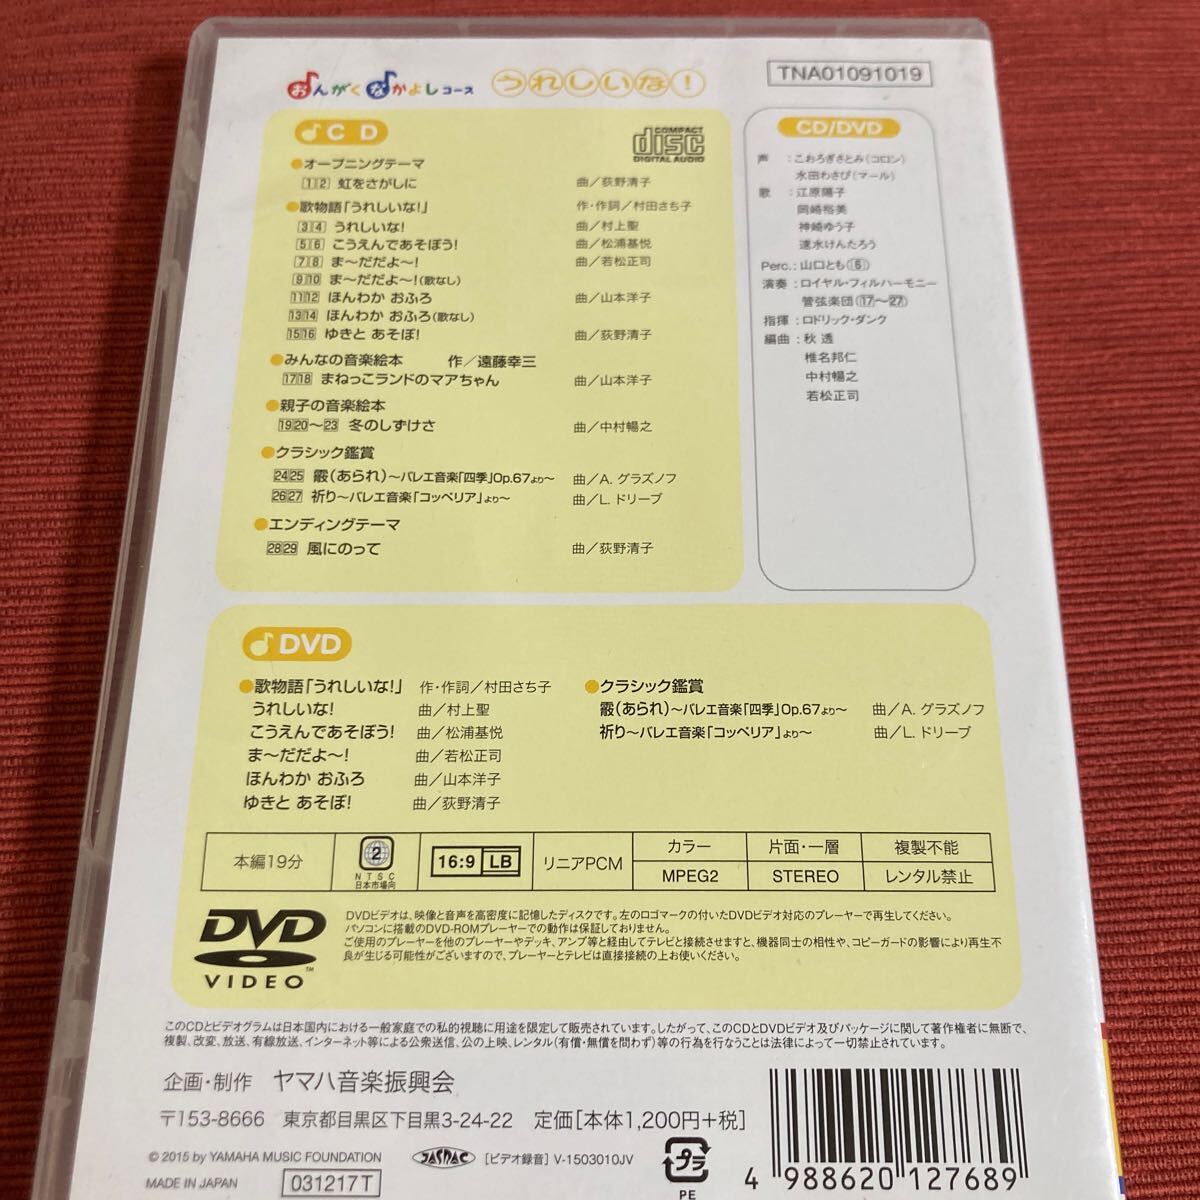 おんがくなかよしコース うれしいな!
TNA01091019
CD
COMPACT
disc
DIGITAL AUDIO
●オープニングテーマ
1 2 虹をさがしに 曲/荻野清子
●歌物語「うれしいな!」 作・作詞/村田さち子
3 4 うれしいな! 曲/村上聖
5 6 こうえんであそぼう! 曲/松浦基悦
7 8 ま〜だだよ〜! 曲/若松正司
9 10 ま〜だだよ〜!(歌なし)
11 12 ほんわか おふろ 曲/山本洋子
13 14 ほんわか おふろ(歌なし)
15 16 ゆきと あそぼ! 曲/荻野清子
●みんなの音楽絵本 作/遠藤幸三
17 18 まねっこランドのマアちゃん 曲/山本洋子
●親子の音楽絵本
19 20〜23 冬のしずけさ 曲/中村暢之
●クラシック鑑賞
24 25 霰(あられ)〜バレエ音楽「四季」Op.67より〜 曲/A. グラズノフ
26 27 祈り〜バレエ音楽「コッペリア」より〜 曲/L. ドリーブ
●エンディングテーマ
28 29 風にのって 曲/荻野清子
CD/DVD
声 :こおろぎさとみ(コロン)
水田わさび(マール)
歌 :江原陽子
岡崎裕美
神崎ゆう子
速水けんたろう
Perc.:山口とも(6)
演奏:ロイヤル・フィルハーモニー
管弦楽団(17〜27)
指揮:ロドリック・ダンク
編曲:秋 透
椎名邦仁
中村暢之
若松正司
DVD
●歌物語「うれしいな!」 作・作詞/村田さち子
うれしいな! 曲/村上聖
こうえんであそぼう! 曲/松浦基悦
ま〜だだよ〜! 曲/若松正司
ほんわか おふろ 曲/山本洋子
ゆきと あそぼ! 曲/荻野清子
●クラシック鑑賞
霰(あられ)〜バレエ音楽「四季」Op.67より〜 曲/A. グラズノフ
祈り〜バレエ音楽「コッペリア」より〜 曲/L. ドリーブ
本編19分
2
NTSC
日本市場向
16:9 LB
リニアPCM
カラー
MPEG2
片面・一層
STEREO
複製不能
レンタル禁止
DVD
VIDEO
TM
DVDビデオは、映像と音声を高密度に記憶したディスクです。左のロゴマークの付いたDVDビデオ対応のプレーヤーで再生してください。
パソコンに搭載のDVD-ROMプレーヤーでの動作は保証しておりません。
ご使用のプレーヤーを他のプレーヤーやデッキ、アンプ等と経由してテレビと接続させますと、機器同士の相性や、コピーガードの影響により再生不
良が生じる可能性がございますので、プレーヤーとテレビは直接接続の上お使いください。
このCDとビデオグラムは日本国内における一般家庭での私的視聴に用途を限定して販売されています。したがって、このCDとDVDビデオ及びパッケージに関して著作権者に無断で、
複製、改変、放送、有線放送、インターネット等による公衆送信、公の上映、レンタル(有償・無償を問わず)等の行為を行なうことは法律によって一切禁止されています。
企画・制作 ヤマハ音楽振興会
〒153-8666 東京都目黒区下目黒3-24-22 定価[本体1,200円+税]
© 2015 by YAMAHA MUSIC FOUNDATION
JASRAC
[ビデオ録音] V-1503010JV
MADE IN JAPAN
031217T
プラ
PE
4 988620 127689